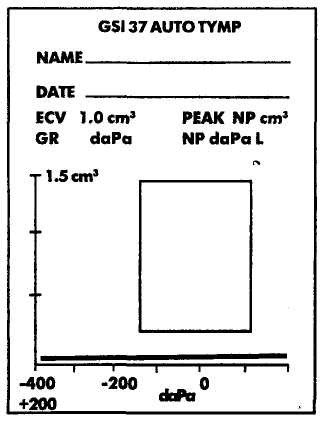 GSI 37 AUTO TYMP
NAME
DATE
ECV 1.0 cm³ PEAK NP cm³
GR daPa NP daPa L
1.5 cm³
-400 -200 0
daPa
+200